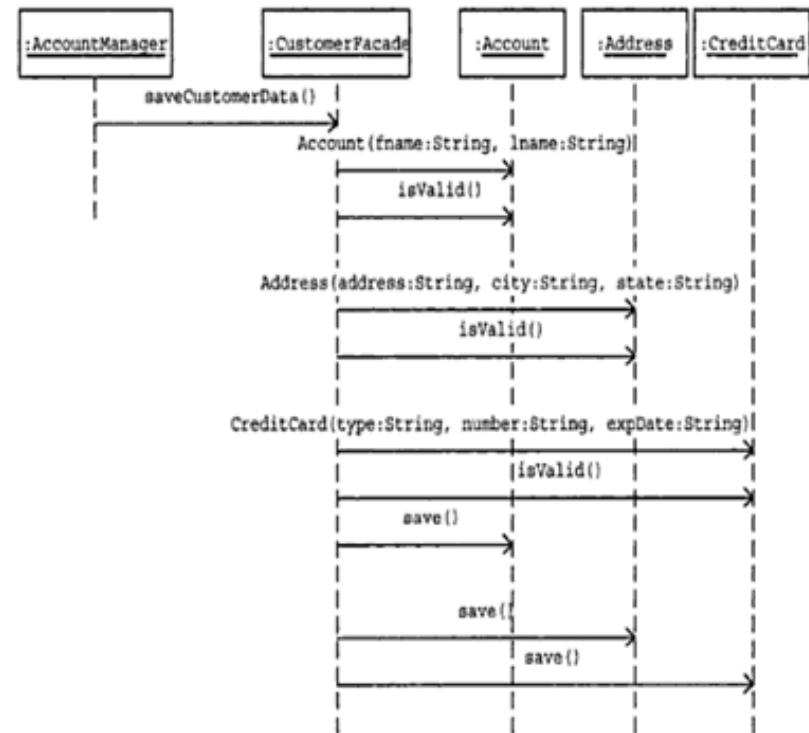 :AccountManager :CustomerFacade :Account :Address :CreditCard
saveCustomerData()
Account(fname:String, lname:String)
isValid()
Address(address:String, city:String, state:String)
isValid()
CreditCard(type:String, number:String, expDate:String)
isValid()
save()
save()
save()